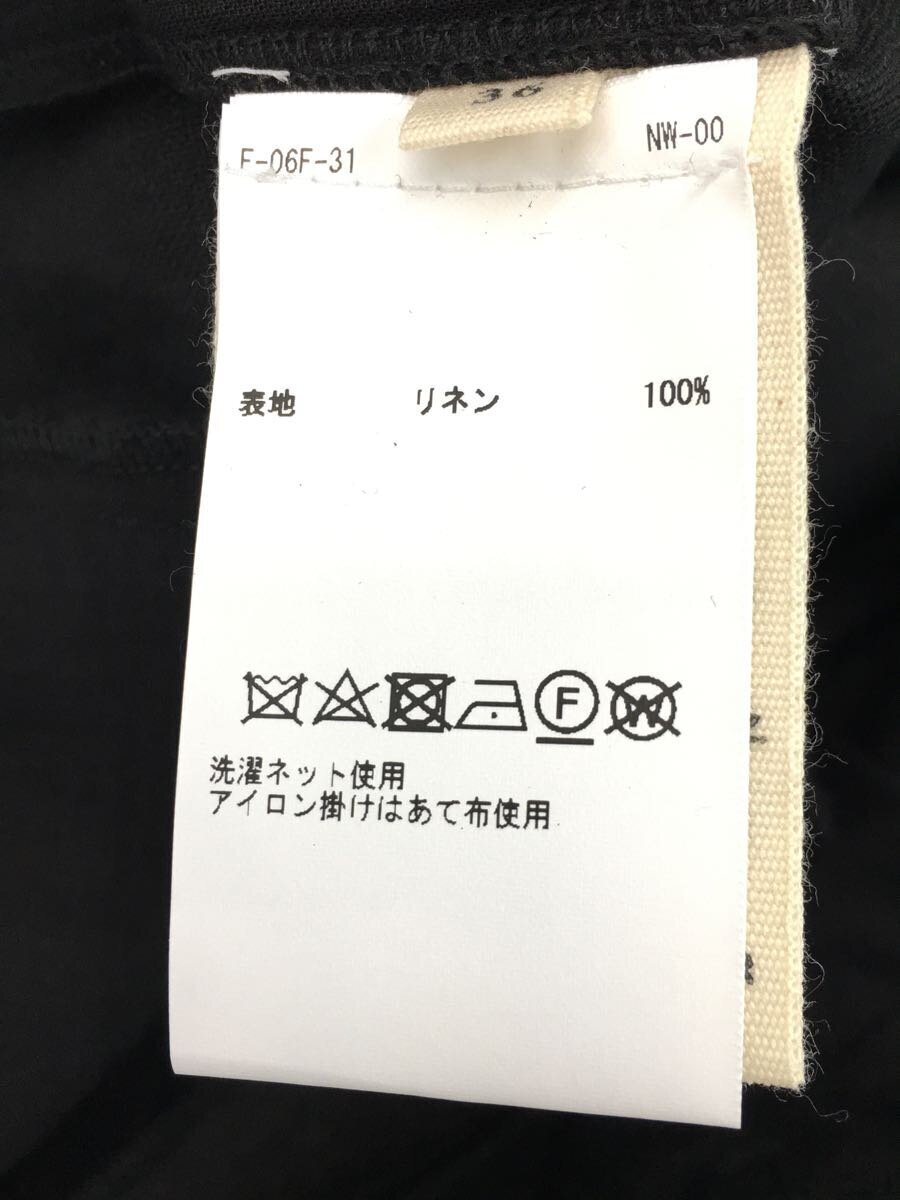 36
F-06F-31 NW-00
表地 リネン 100%
F
W
洗濯ネット使用
アイロン掛けはあて布使用